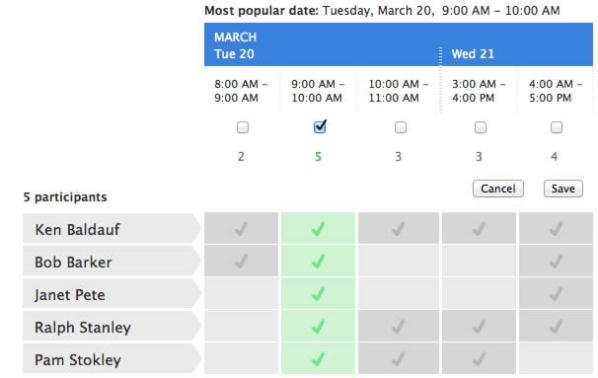 Most popular date: Tuesday, March 20, 9:00 AM – 10:00 AM
MARCH
Tue 20 Wed 21
8:00 AM – 9:00 AM – 10:00 AM – 3:00 PM – 4:00 AM –
9:00 AM 10:00 AM 11:00 AM 4:00 PM 5:00 PM
2 5 3 3 4
Cancel Save
5 participants
Ken Baldauf
Bob Barker
Janet Pete
Ralph Stanley
Pam Stokley